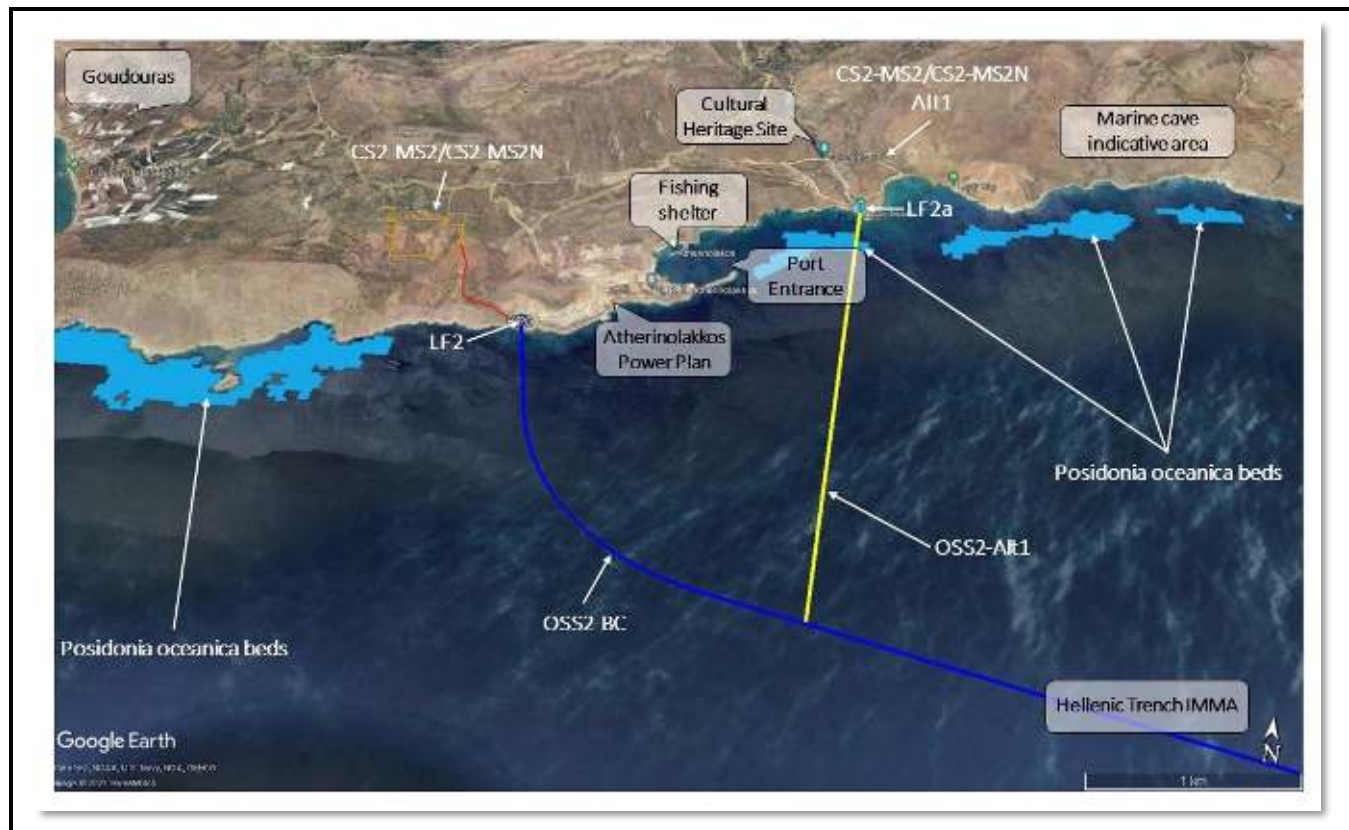 Goudouras
CS2-MS2/CS2-MS2N
Alt1
Cultural
Heritage Site
Marine cave
indicative area
CS2 MS2/CS2 MS2N
Fishing
shelter
LF2a
Port
Entrance
LF2
Atherinolakkos
Power Plan
Posidonia oceanica beds
OSS2-Alt1
OSS2 BC
Posidonia oceanica beds
Hellenic Trench IMMA
Google Earth
N
1 km